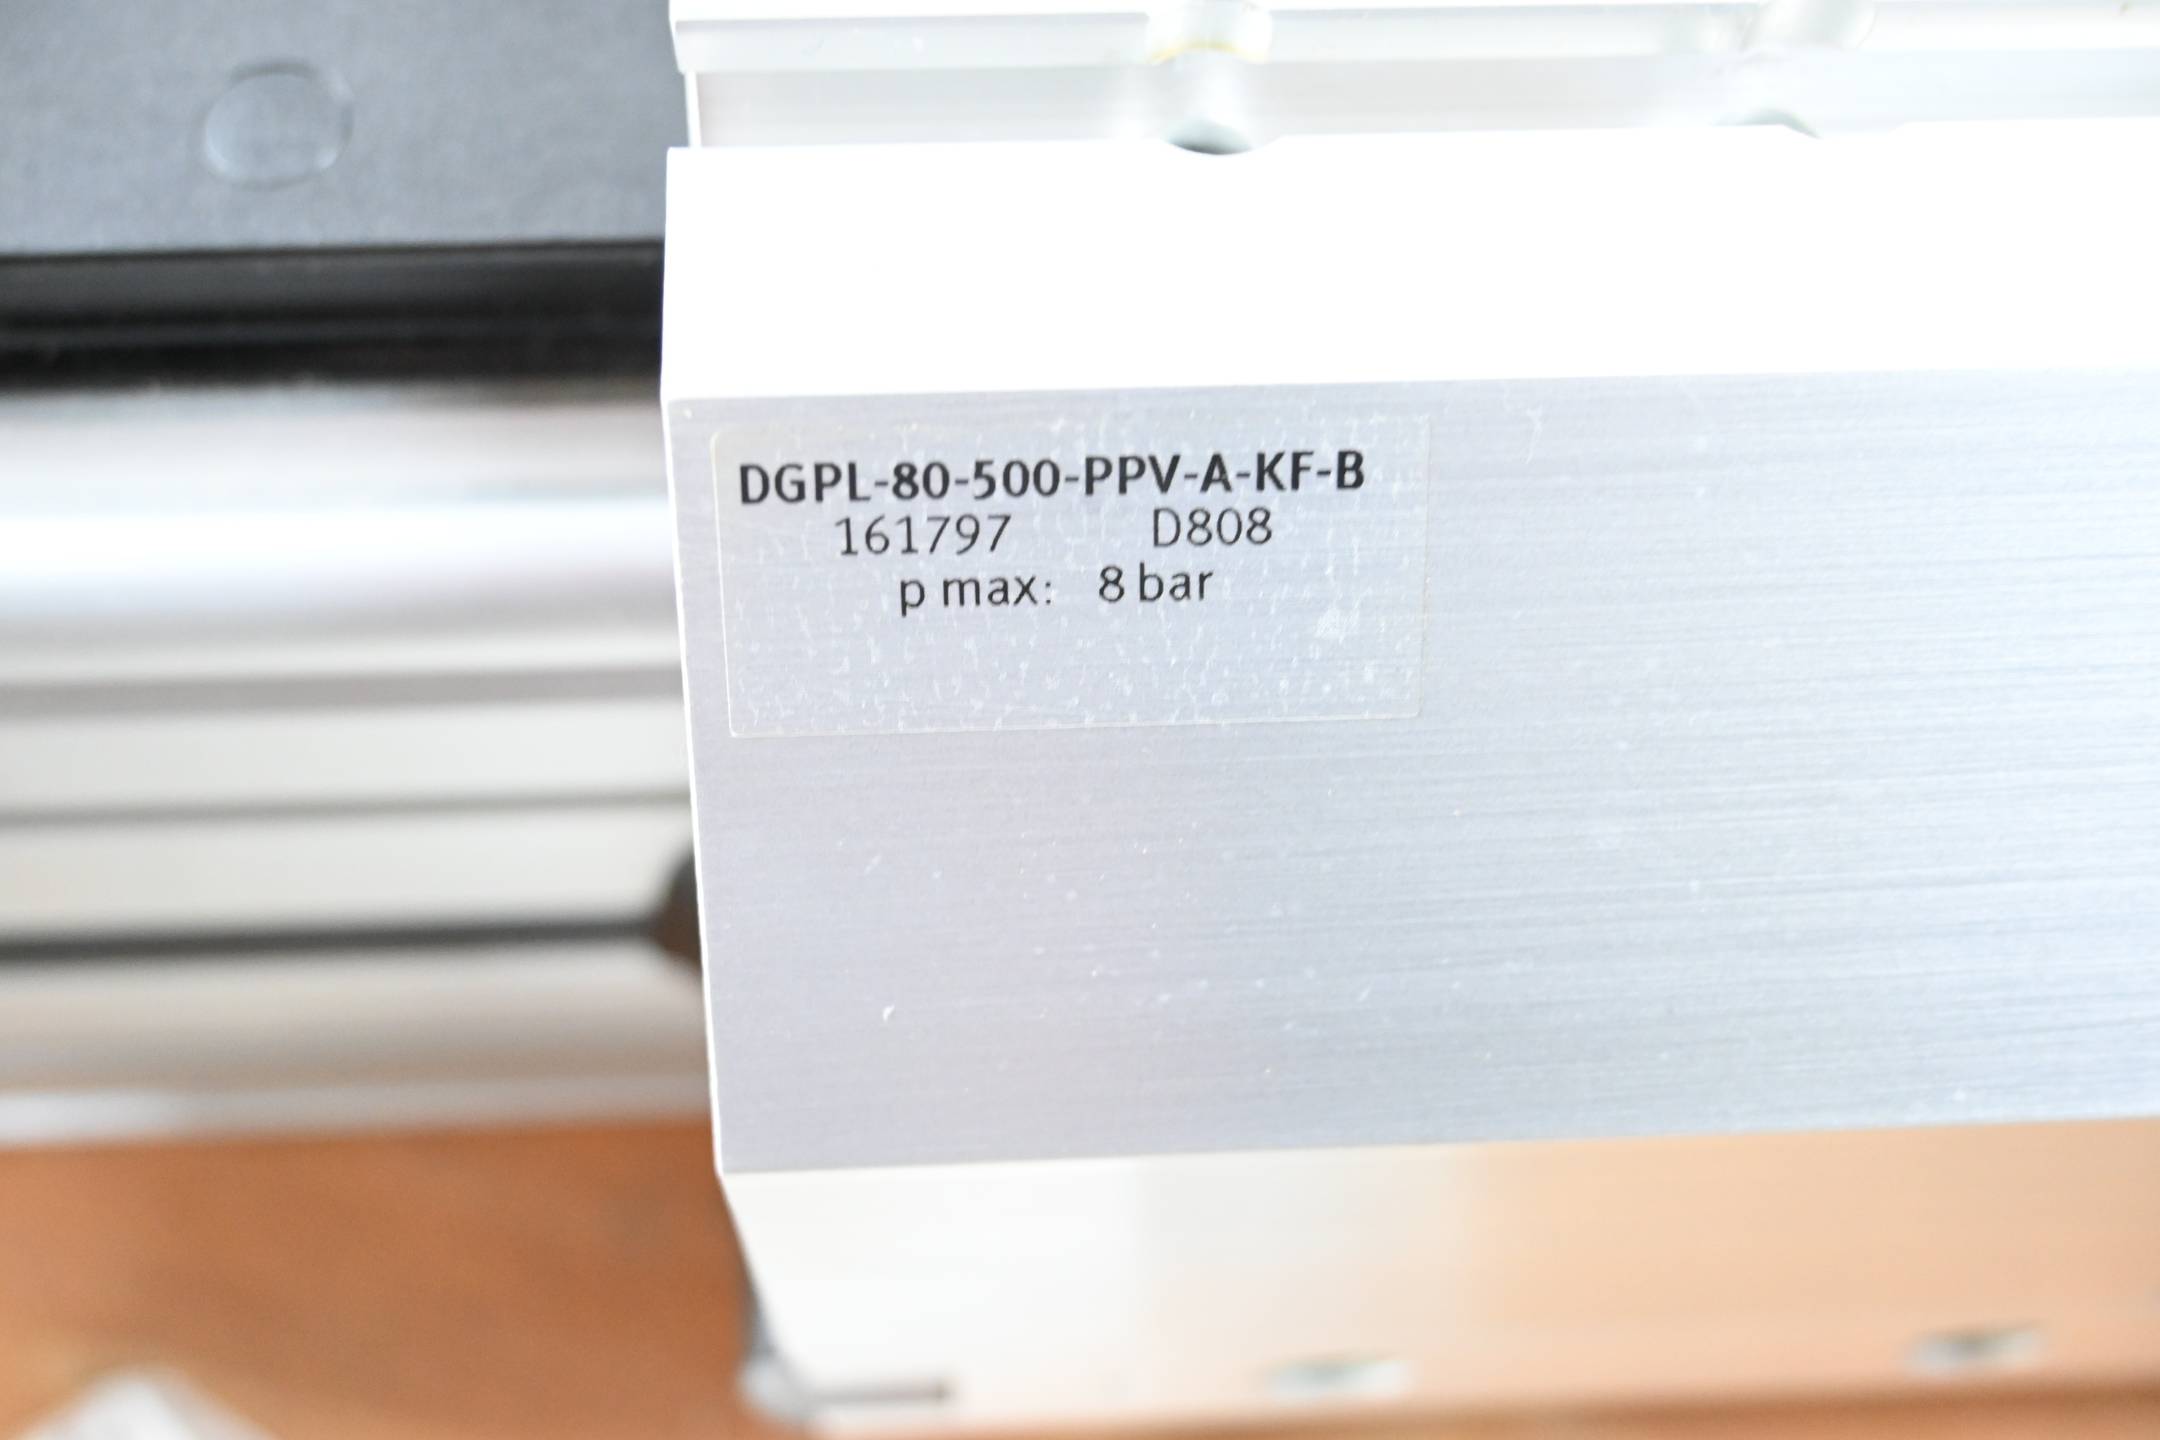 DGPL-80-500-PPV-A-KF-B
161797 D808
p max: 8 bar